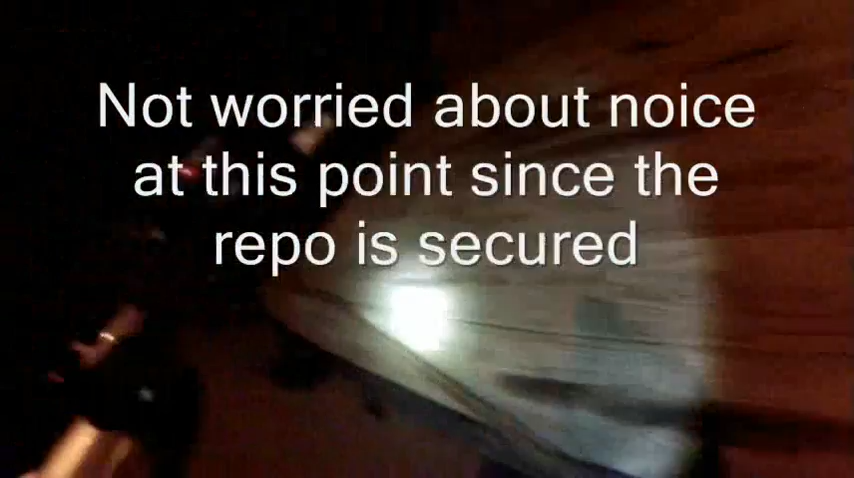 Not worried about noice
at this point since the
repo is secured